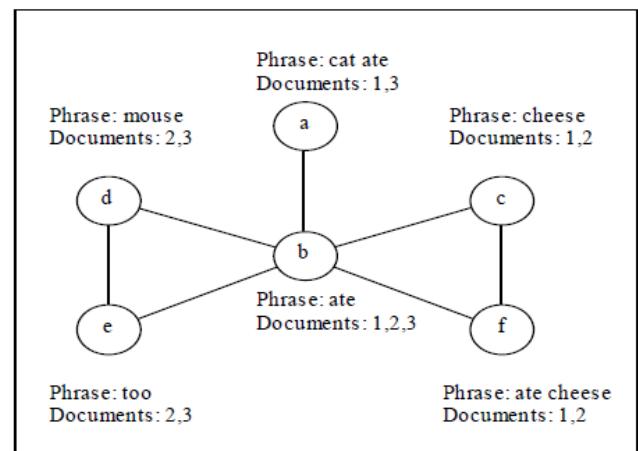 Phrase: cat ate
Documents: 1,3
a
Phrase: mouse
Documents: 2,3
Phrase: cheese
Documents: 1,2
d
c
b
Phrase: ate
Documents: 1,2,3
e
f
Phrase: too
Documents: 2,3
Phrase: ate cheese
Documents: 1,2